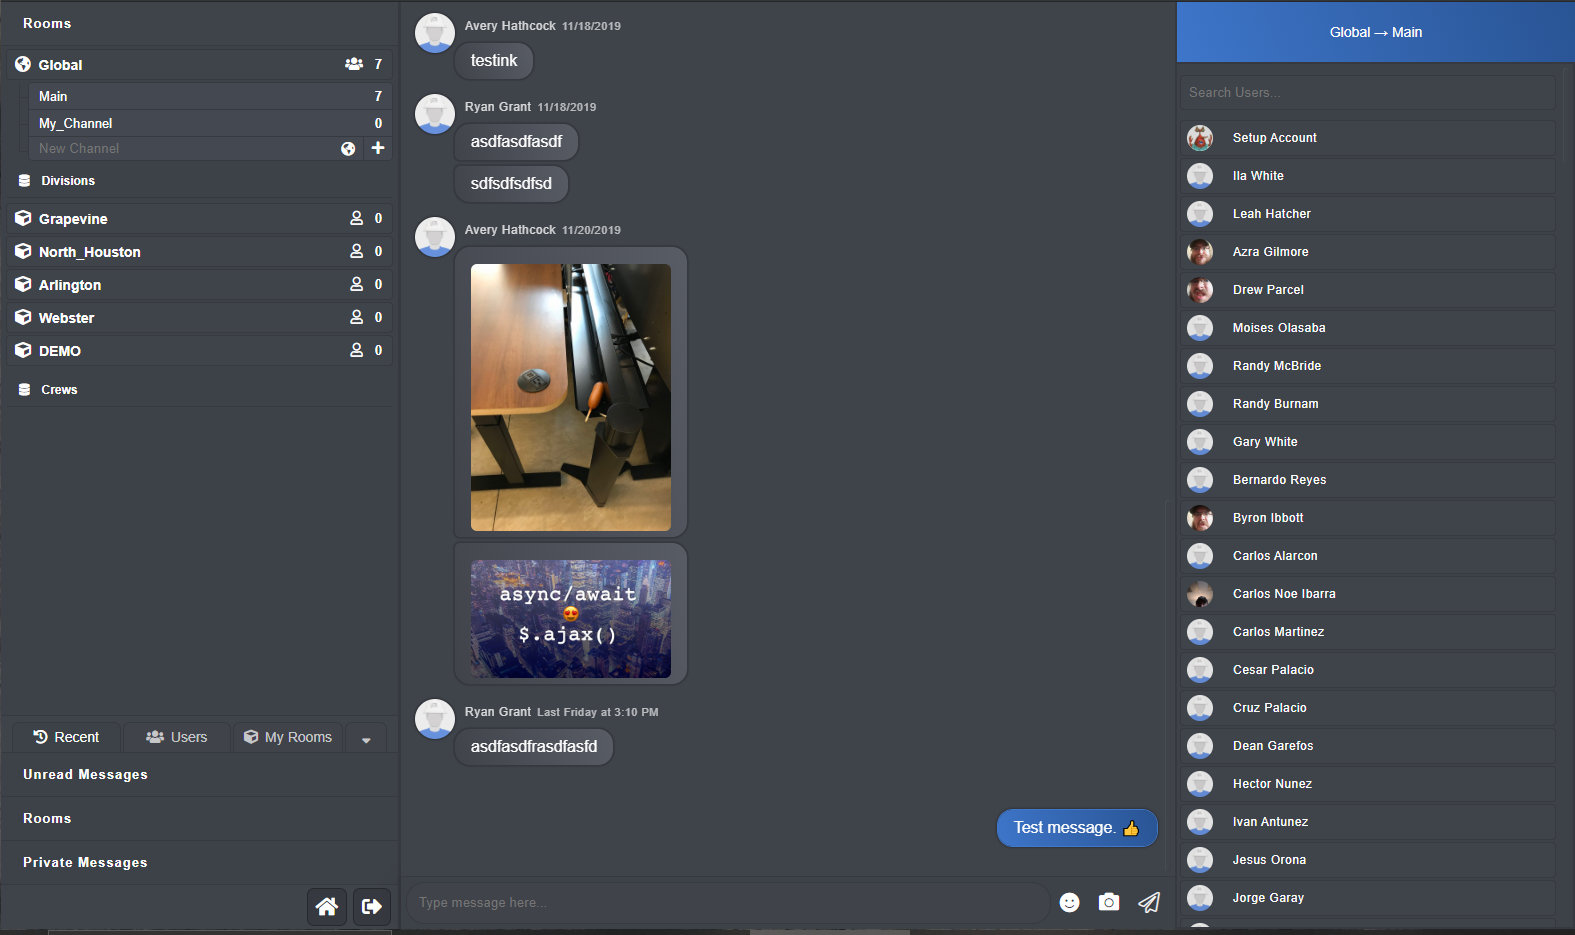 Rooms
Global 7
Main 7
My_Channel 0
New Channel
Divisions
Grapevine 0
North_Houston 0
Arlington 0
Webster 0
DEMO 0
Crews
Recent Users My Rooms
Unread Messages
Rooms
Private Messages
Avery Hathcock 11/18/2019
testink
Ryan Grant 11/18/2019
asdfasdfasdf
sdfsdfsdfsd
Avery Hathcock 11/20/2019
async/await
$.ajax()
Ryan Grant Last Friday at 3:10 PM
asdfasdfrasdfasfd
Test message. 👍
Type message here...
Global → Main
Search Users...
Setup Account
Ila White
Leah Hatcher
Azra Gilmore
Drew Parcel
Moises Olasaba
Randy McBride
Randy Burnam
Gary White
Bernardo Reyes
Byron Ibbott
Carlos Alarcon
Carlos Noe Ibarra
Carlos Martinez
Cesar Palacio
Cruz Palacio
Dean Garefos
Hector Nunez
Ivan Antunez
Jesus Orona
Jorge Garay